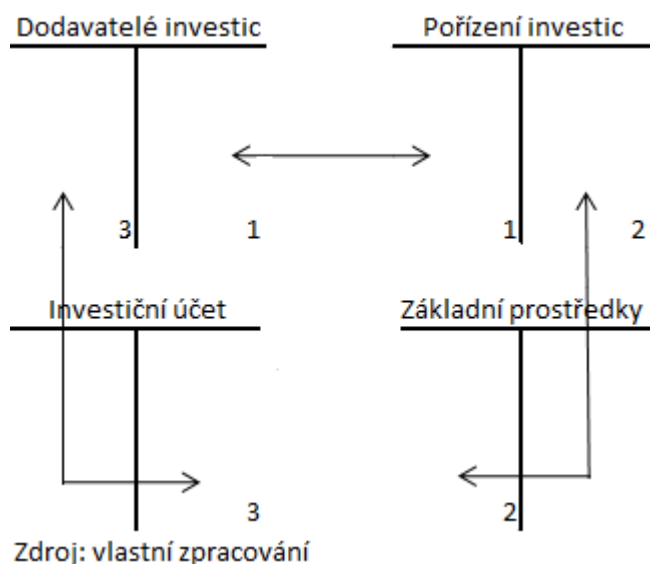 Dodavatelé investic Pořízení investic
3 1 1 2
Investiční účet Základní prostředky
3 2
Zdroj: vlastní zpracování